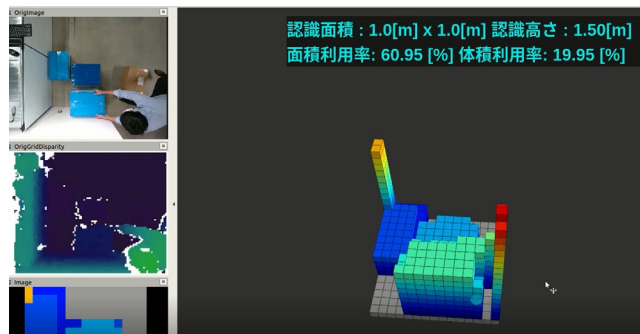 OrigImage
認識面積 : 1.0[m] x 1.0[m] 認識高さ : 1.50[m]
面積利用率: 60.95 [%] 体積利用率 : 19.95 [%]
OrigGridDisparity
Image